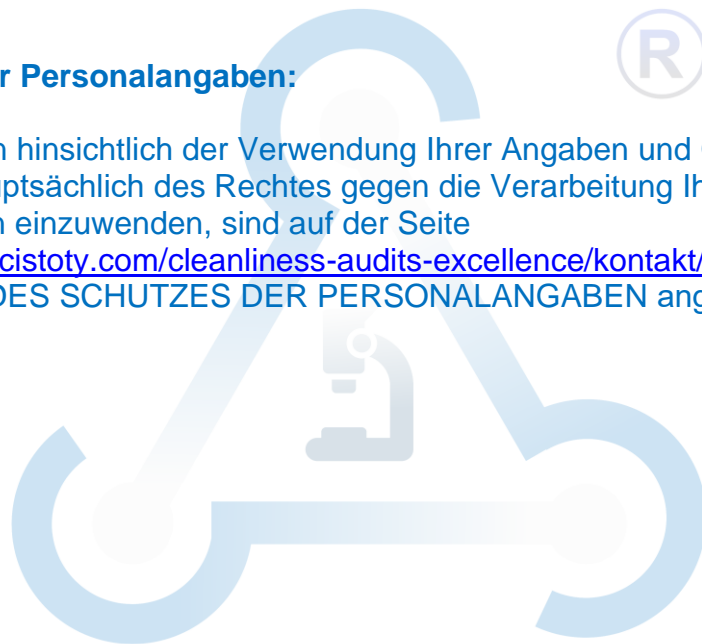 r Personalangaben:
n hinsichtlich der Verwendung Ihrer Angaben und
uptsächlich des Rechtes gegen die Verarbeitung Ih
n einzuwenden, sind auf der Seite
cistoty.com/cleanliness-audits-excellence/kontakt/
DES SCHUTZES DER PERSONALANGABEN ang
®